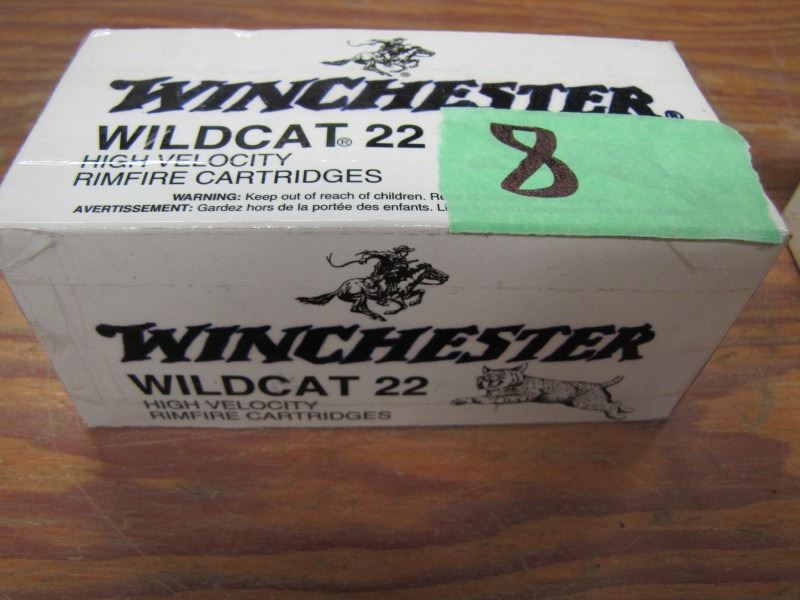 WINCHESTER®
WILDCAT® 22
8
HIGH VELOCITY
RIMFIRE CARTRIDGES
WARNING: Keep out of reach of children.
AVERTISSEMENT: Gardez hors de la portée des enfants.
WINCHESTER
WILDCAT 22
HIGH VELOCITY
RIMFIRE CARTRIDGES